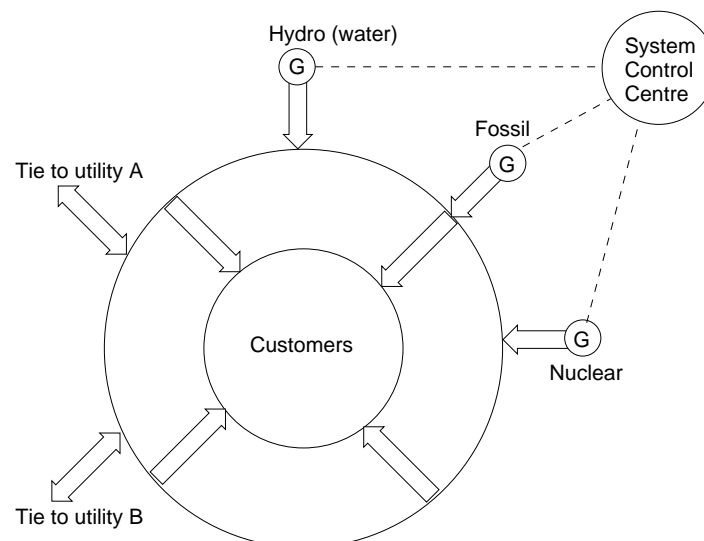 Hydro (water)
G
System
Control
Centre
Fossil
G
Tie to utility A
Customers
G
Nuclear
Tie to utility B